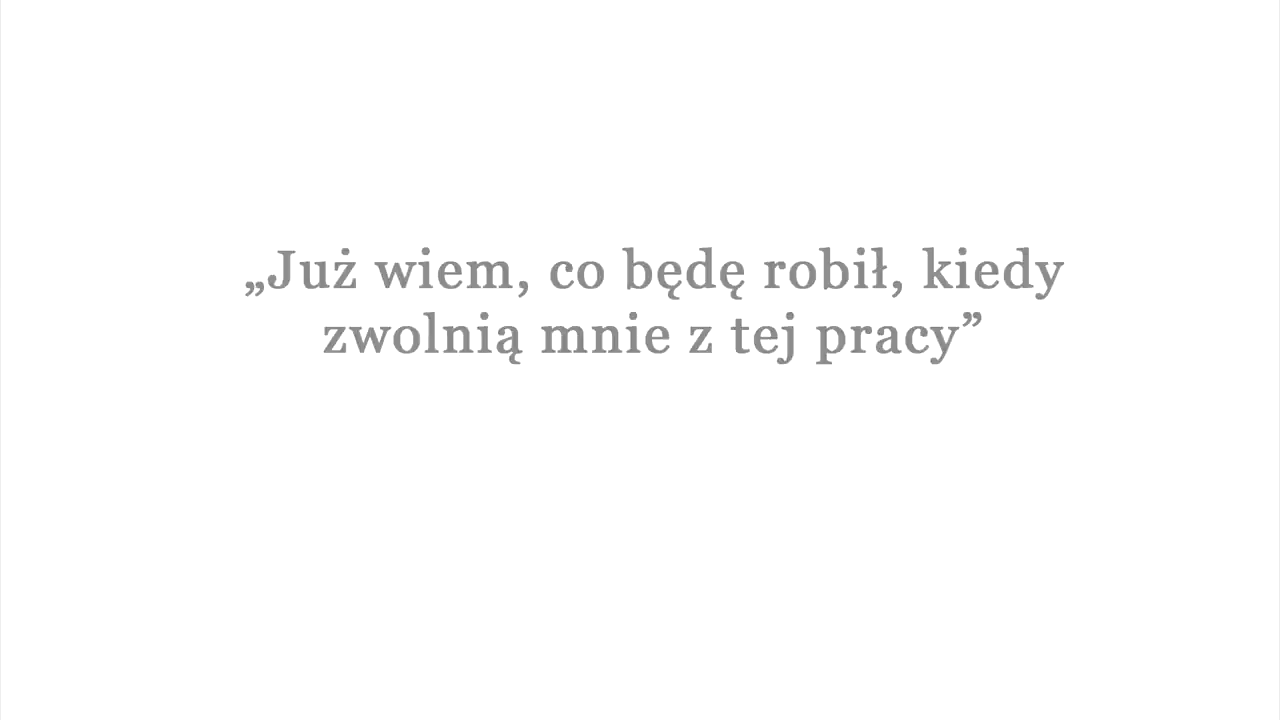 „Już wiem, co będę robił, kiedy
zwolnią mnie z tej pracy”